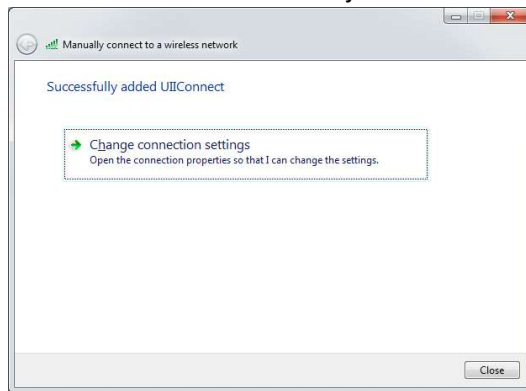 Manually connect to a wireless network
Successfully added UIIConnect
Change connection settings
Open the connection properties so that I can change the settings.
Close